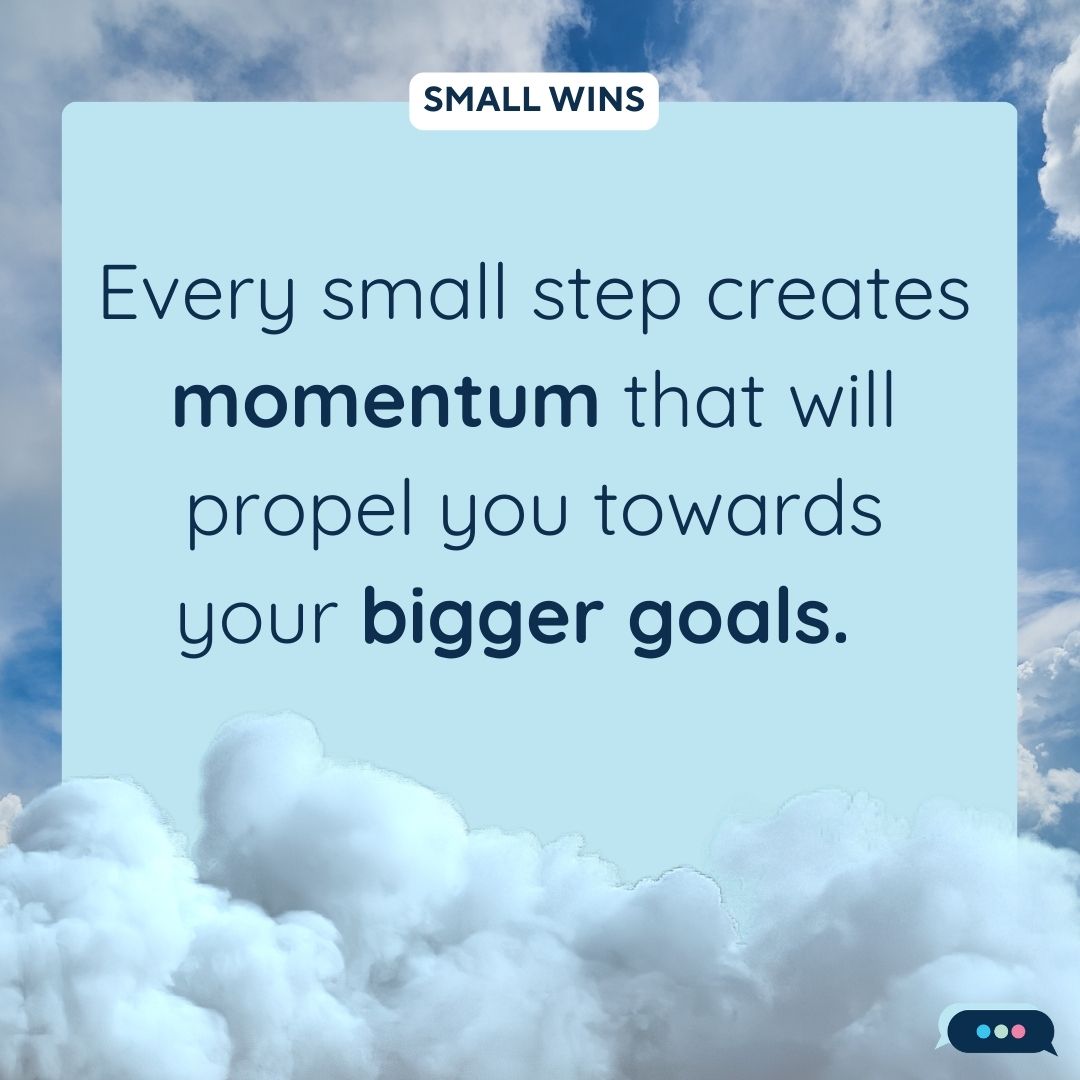 SMALL WINS
Every small step creates
momentum that will
propel you towards
your bigger goals.